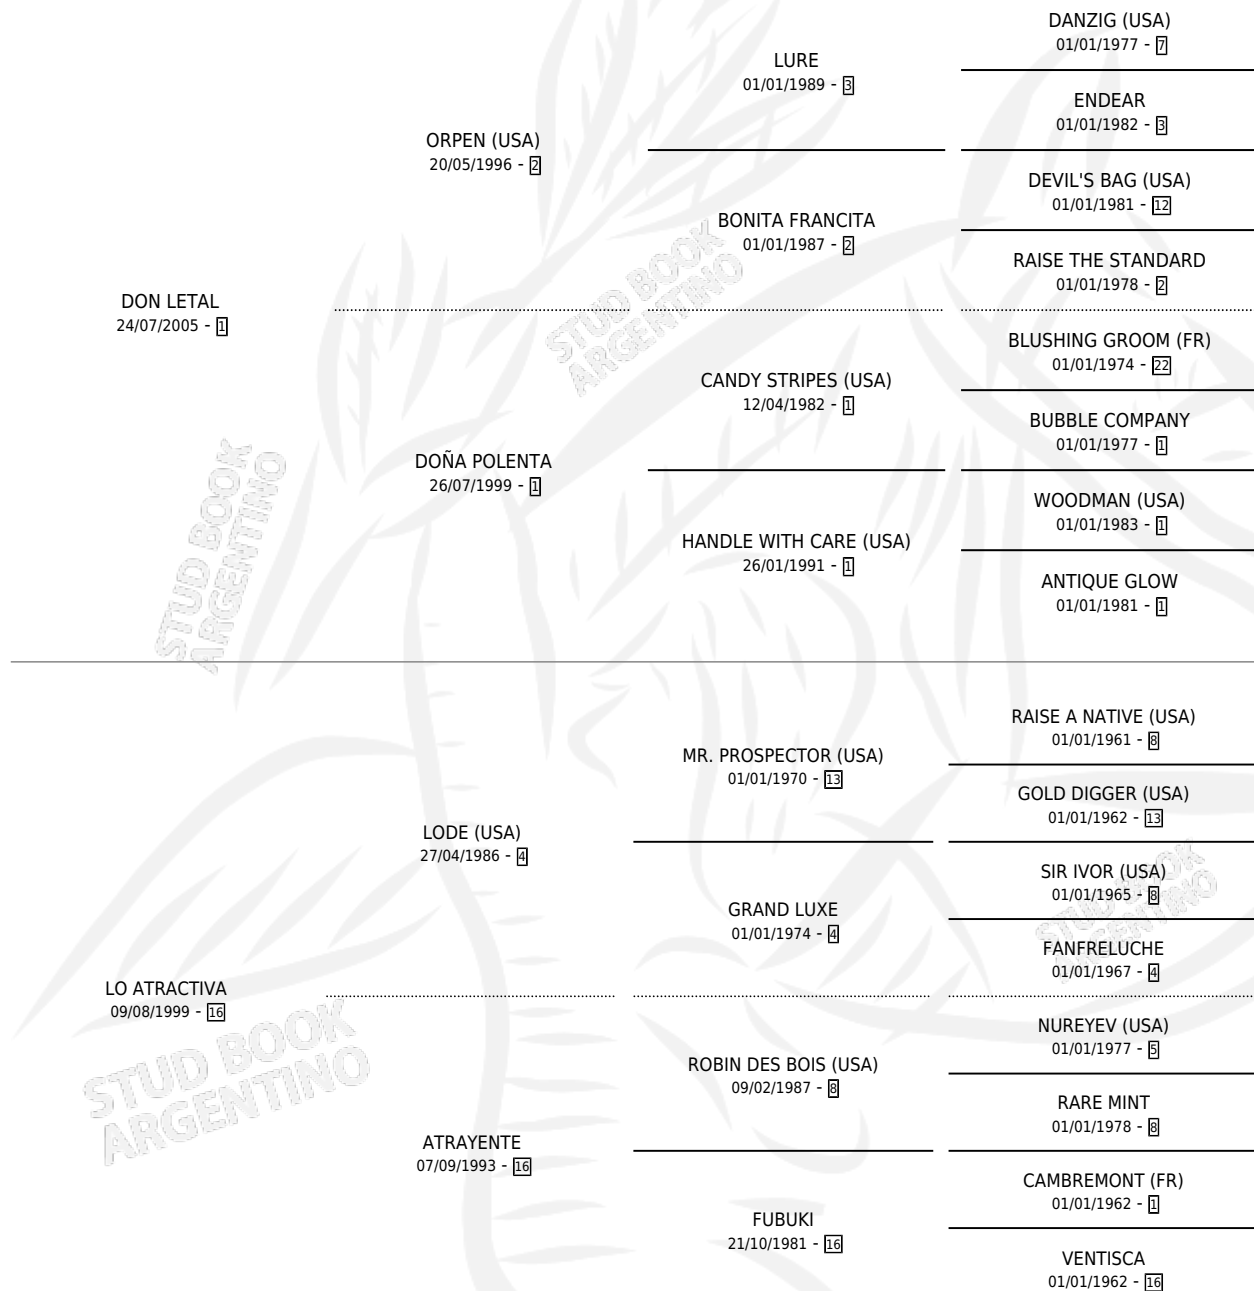 DON LETAL
24/07/2005 - 1
ORPEN (USA)
20/05/1996 - 2
DOÑA POLENTA
26/07/1999 - 1
LURE
01/01/1989 - 3
BONITA FRANCITA
01/01/1987 - 2
CANDY STRIPES (USA)
12/04/1982 - 1
HANDLE WITH CARE (USA)
26/01/1991 - 1
DANZIG (USA)
01/01/1977 - 7
ENDEAR
01/01/1982 - 3
DEVIL'S BAG (USA)
01/01/1981 - 12
RAISE THE STANDARD
01/01/1978 - 2
BLUSHING GROOM (FR)
01/01/1974 - 22
BUBBLE COMPANY
01/01/1977 - 1
WOODMAN (USA)
01/01/1983 - 1
ANTIQUE GLOW
01/01/1981 - 1
LO ATRACTIVA
09/08/1999 - 16
LODE (USA)
27/04/1986 - 4
ATRAYENTE
07/09/1993 - 16
MR. PROSPECTOR (USA)
01/01/1970 - 13
GRAND LUXE
01/01/1974 - 4
ROBIN DES BOIS (USA)
09/02/1987 - 8
FUBUKI
21/10/1981 - 16
RAISE A NATIVE (USA)
01/01/1961 - 8
GOLD DIGGER (USA)
01/01/1962 - 13
SIR IVOR (USA)
01/01/1965 - 8
FANFRELUCHE
01/01/1967 - 4
NUREYEV (USA)
01/01/1977 - 5
RARE MINT
01/01/1978 - 8
CAMBREMONT (FR)
01/01/1962 - 1
VENTISCA
01/01/1962 - 16
STUD BOOK
ARGENTINO
STUD BOOK
ARGENTINO
STUD BOOK
ARGENTINO
STUD BOOK
ARGENTINO